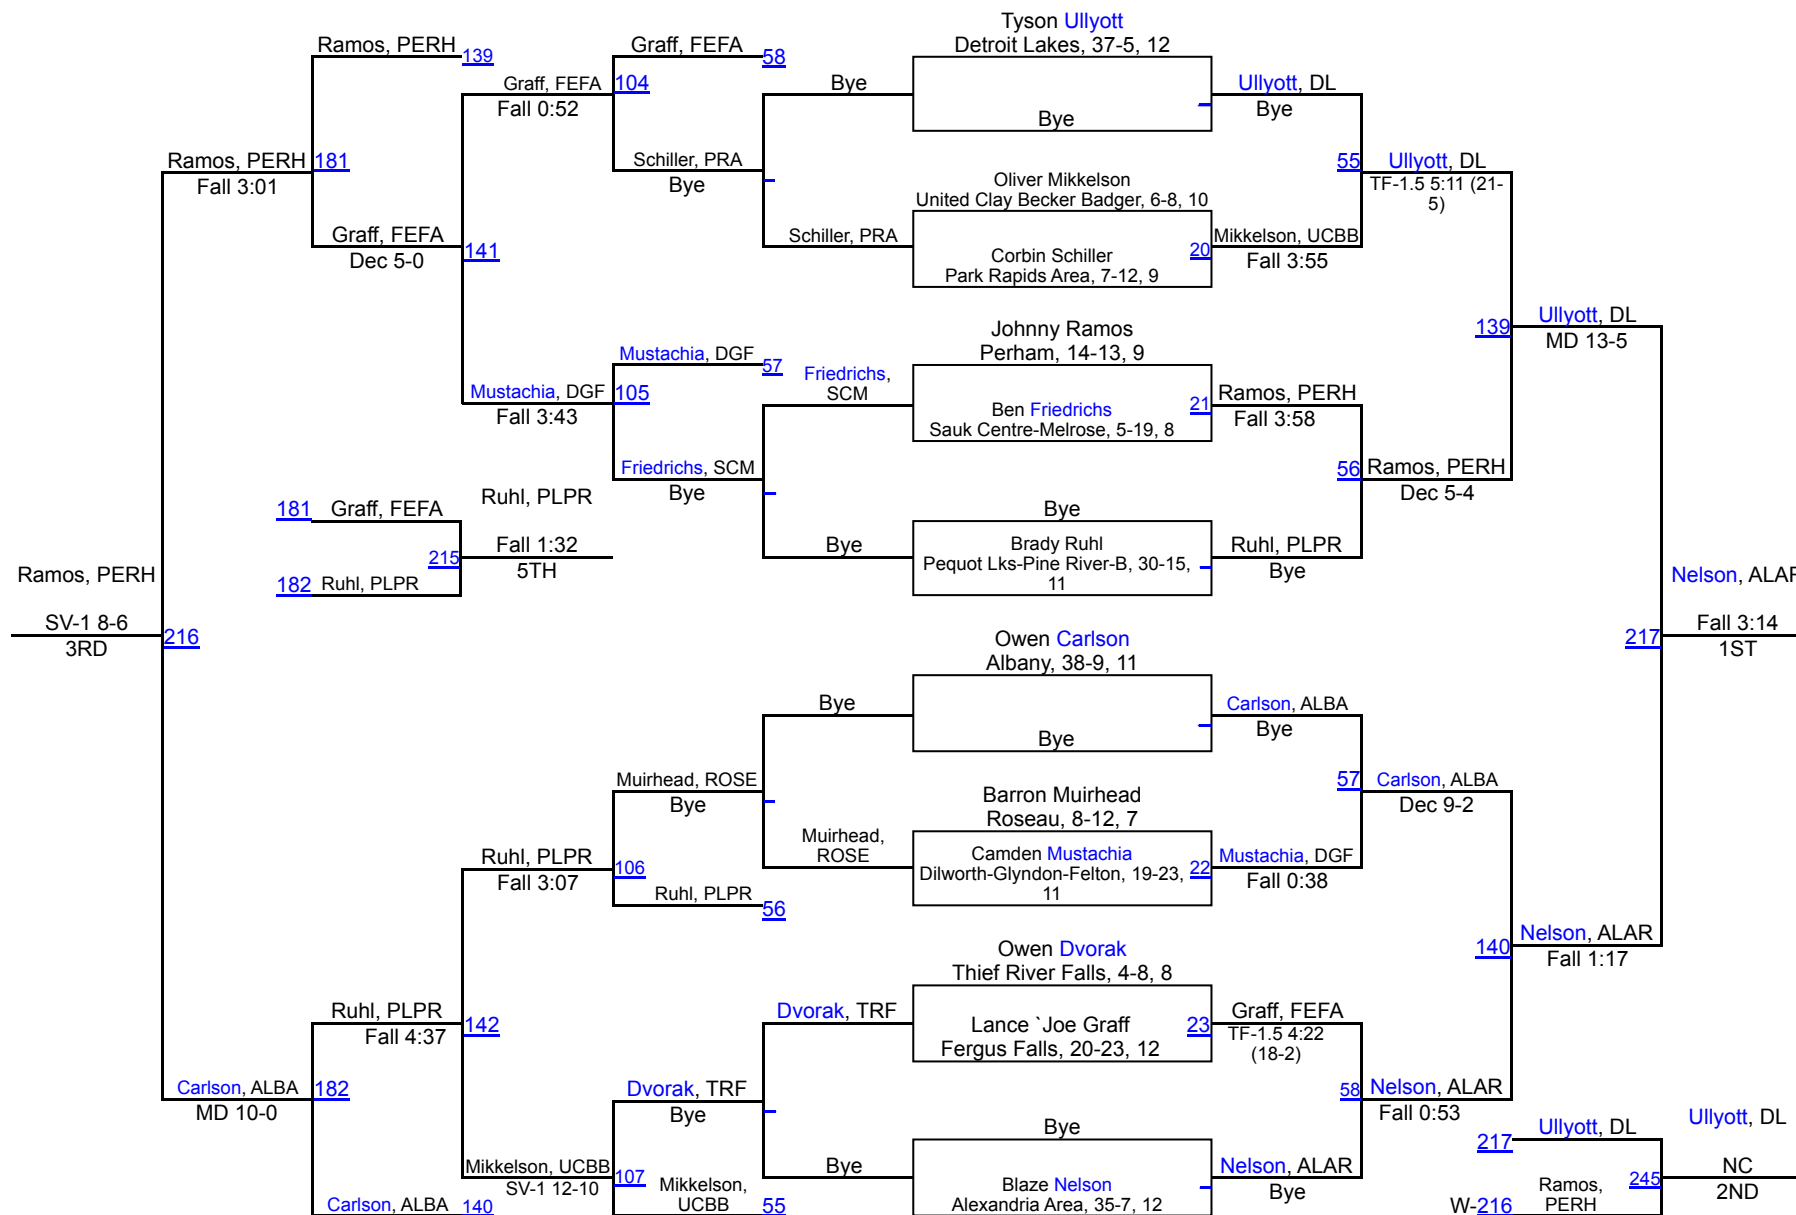 Tyson Ullyott
Detroit Lakes, 37-5, 12
Bye
Oliver Mikkelson
United Clay Becker Badger, 6-8, 10
Corbin Schiller
Park Rapids Area, 7-12, 9
20
Johnny Ramos
Perham, 14-13, 9
Ben Friedrichs
Sauk Centre-Melrose, 5-19, 8
21
Bye
Brady Ruhl
Pequot Lks-Pine River-B, 30-15,
11
Owen Carlson
Albany, 38-9, 11
Bye
Barron Muirhead
Roseau, 8-12, 7
Camden Mustachia
Dilworth-Glyndon-Felton, 19-23,
11
22
Owen Dvorak
Thief River Falls, 4-8, 8
Lance `Joe Graff
Fergus Falls, 20-23, 12
23
Bye
Blaze Nelson
Alexandria Area, 35-7, 12
Ullyott, DL
Bye
55
Mikkelson, UCBB
Fall 3:55
Ramos, PERH
Fall 3:58
56
Ruhl, PLPR
Bye
Carlson, ALBA
Bye
57
Mustachia, DGF
Fall 0:38
Graff, FEFA
TF-1.5 4:22
(18-2)
58
Nelson, ALAR
Bye
Ullyott, DL
TF-1.5 5:11 (21-
5)
139
Ramos, PERH
Dec 5-4
Carlson, ALBA
Dec 9-2
140
Nelson, ALAR
Fall 0:53
Ullyott, DL
MD 13-5
217
Nelson, ALAR
Fall 1:17
Nelson, ALAR
Fall 3:14
1ST
217
Ullyott, DL
W-216
Ramos,
PERH
245
Ullyott, DL
NC
2ND
Bye
Schiller, PRA
Friedrichs,
SCM
Bye
Bye
Muirhead,
ROSE
Dvorak, TRF
Bye
Graff, FEFA
58
104
Schiller, PRA
Bye
Mustachia, DGF
57
105
Friedrichs, SCM
Bye
Muirhead, ROSE
Bye
106
Ruhl, PLPR
56
Dvorak, TRF
Bye
107
Mikkelson,
UCBB
55
Graff, FEFA
Fall 0:52
141
Mustachia, DGF
Fall 3:43
Ruhl, PLPR
Fall 3:07
142
Mikkelson, UCBB
SV-1 12-10
Ramos, PERH
139
181
Graff, FEFA
Dec 5-0
181
Graff, FEFA
182
Ruhl, PLPR
215
Ruhl, PLPR
Fall 1:32
5TH
Ruhl, PLPR
Fall 4:37
182
Carlson, ALBA
140
Ramos, PERH
Fall 3:01
216
Carlson, ALBA
MD 10-0
Ramos, PERH
SV-1 8-6
3RD